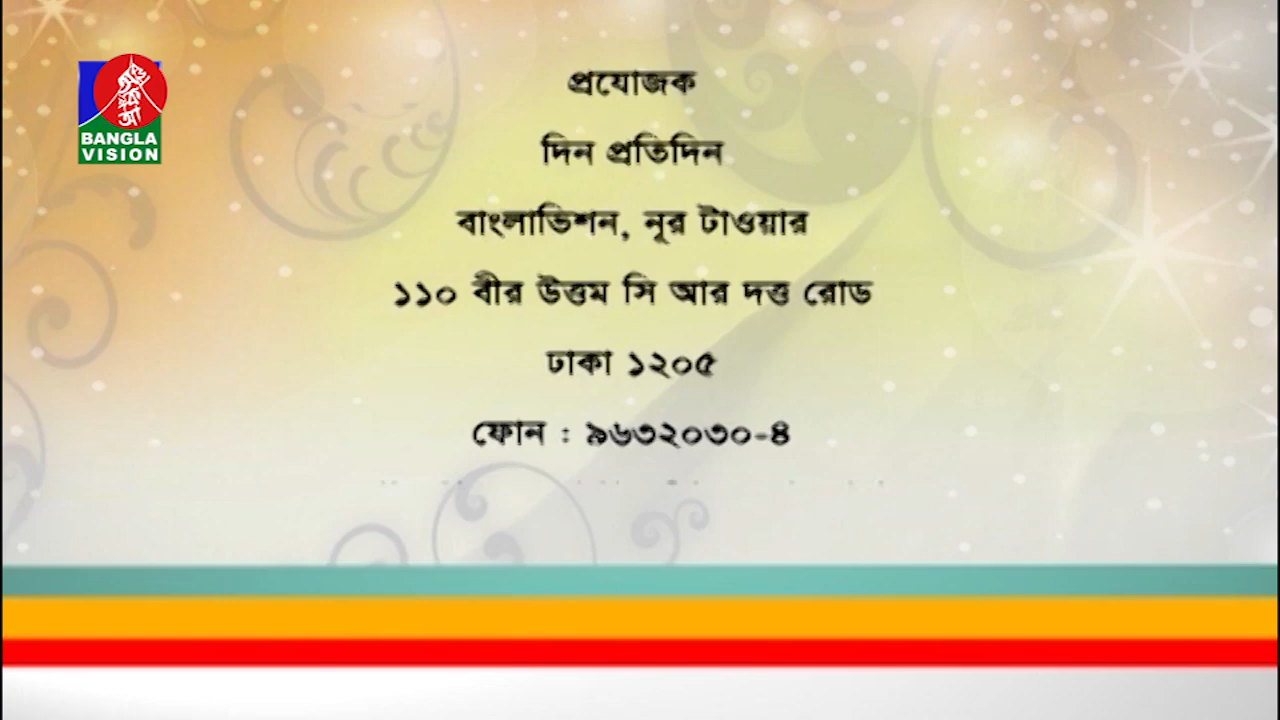 BANGLA
VISION
প্রযোজক
দিন প্রতিদিন
বাংলাভিশন, নূর টাওয়ার
১১০ বীর উত্তম সি আর দত্ত রোড
ঢাকা ১২০৫
ফোন : ৯৬৩২০৩০-৪